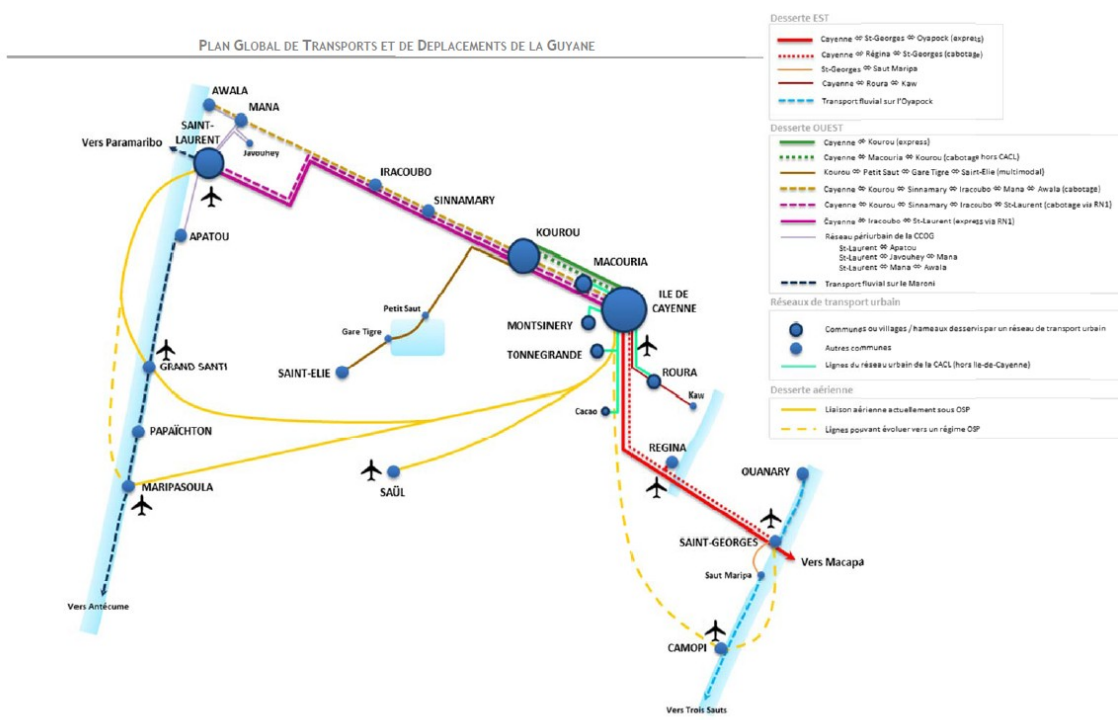 PLAN GLOBAL DE TRANSPORTS ET DE DEPLACEMENTS DE LA GUYANE
AWALA
MANA
SAINT-
LAURENT
Vers Paramaribo
Javouhey
IRACOUBO
SINNAMARY
APATOU
KOUROU
MACOURIA
ILE DE
CAYENNE
Petit Saut
MONTSINERY
Gare Tigre
TONNEGRANDE
GRAND SANTI
SAINT-ELIE
ROURA
Kaw
Cacao
PAPAÏCHTON
REGINA
OUANARY
MARIPASOULA
SAÜL
SAINT-GEORGES
Vers Macapa
Saut Maripa
Vers Antécume
CAMOPI
Vers Trois Sauts
Desserte EST
Cayenne ⇔ St-Georges ⇔ Oyapock (express)
Cayenne ⇔ Régina ⇔ St-Georges (cabotage)
St-Georges ⇔ Saut Maripa
Cayenne ⇔ Roura ⇔ Kaw
Transport fluvial sur l'Oyapock
Desserte OUEST
Cayenne ⇔ Kourou (express)
Cayenne ⇔ Macouria ⇔ Kourou (cabotage hors CACL)
Kourou ⇔ Petit Saut ⇔ Gare Tigre ⇔ Saint-Elie (multimodal)
Cayenne ⇔ Kourou ⇔ Sinnamary ⇔ Iracoubo ⇔ Mana ⇔ Awala (cabotage)
Cayenne ⇔ Kourou ⇔ Sinnamary ⇔ Iracoubo ⇔ St-Laurent (cabotage via RN1)
Cayenne ⇔ Iracoubo ⇔ St-Laurent (express via RN1)
Réseau périurbain de la CCOG
St-Laurent ⇔ Apatou
St-Laurent ⇔ Javouhey ⇔ Mana
St-Laurent ⇔ Mana ⇔ Awala
Transport fluvial sur le Maroni
Réseaux de transport urbain
Communes ou villages / hameaux desservis par un réseau de transport urbain
Autres communes
Lignes du réseau urbain de la CACL (hors Ile-de-Cayenne)
Desserte aérienne
Liaison aérienne actuellement sous OSP
Lignes pouvant évoluer vers un régime OSP